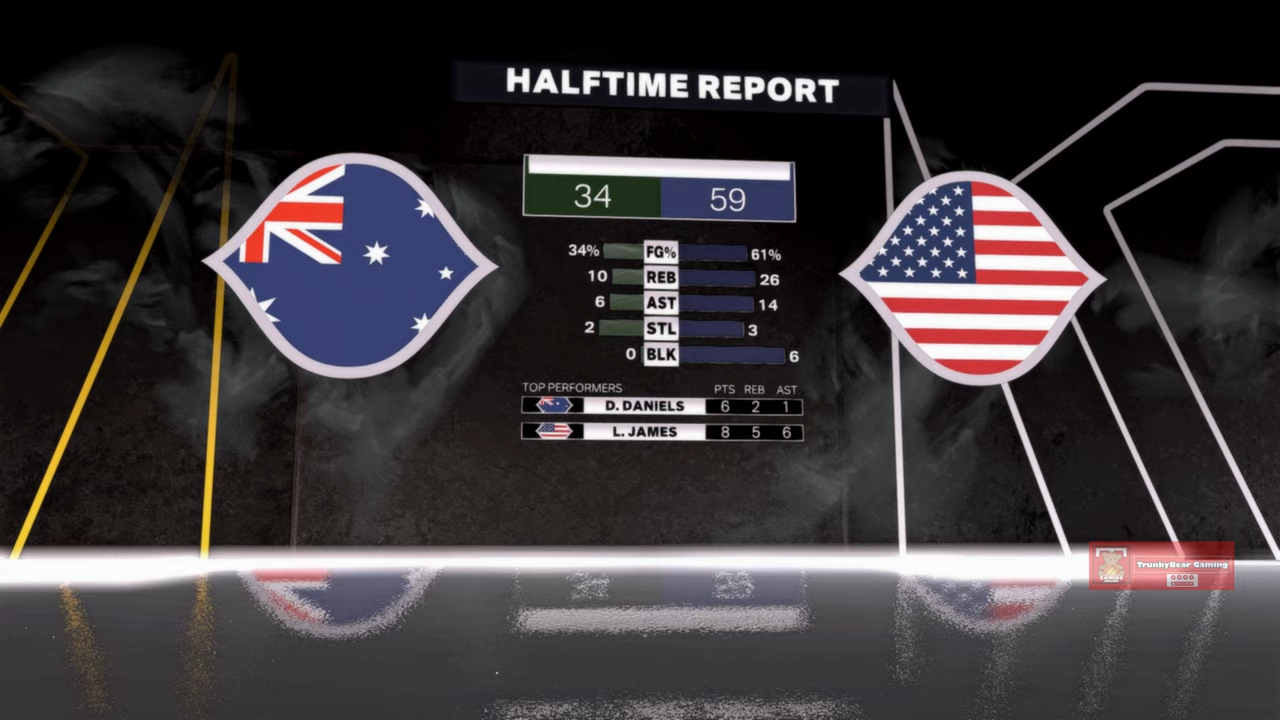 HALFTIME REPORT
34 59
34% FG% 61%
10 REB 26
6 AST 14
2 STL 3
0 BLK 6
TOP PERFORMERS PTS REB AST
D. DANIELS 6 2 1
L. JAMES 8 5 6
TrunkyBear Gaming